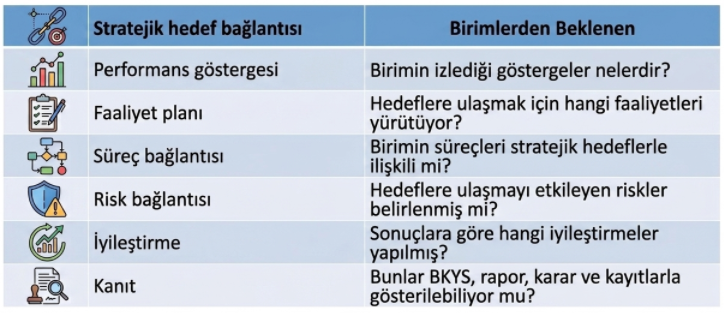 Stratejik hedef bağlantısı
Birimlerden Beklenen
Performans göstergesi
Birimin izlediği göstergeler nelerdir?
Faaliyet planı
Hedeflere ulaşmak için hangi faaliyetleri
yürütüyor?
Süreç bağlantısı
Birimin süreçleri stratejik hedeflerle
ilişkili mi?
Risk bağlantısı
Hedeflere ulaşmayı etkileyen riskler
belirlenmiş mi?
İyileştirme
Sonuçlara göre hangi iyileştirmeler
yapılmış?
Kanıt
Bunlar BKYS, rapor, karar ve kayıtlarla
gösterilebiliyor mu?